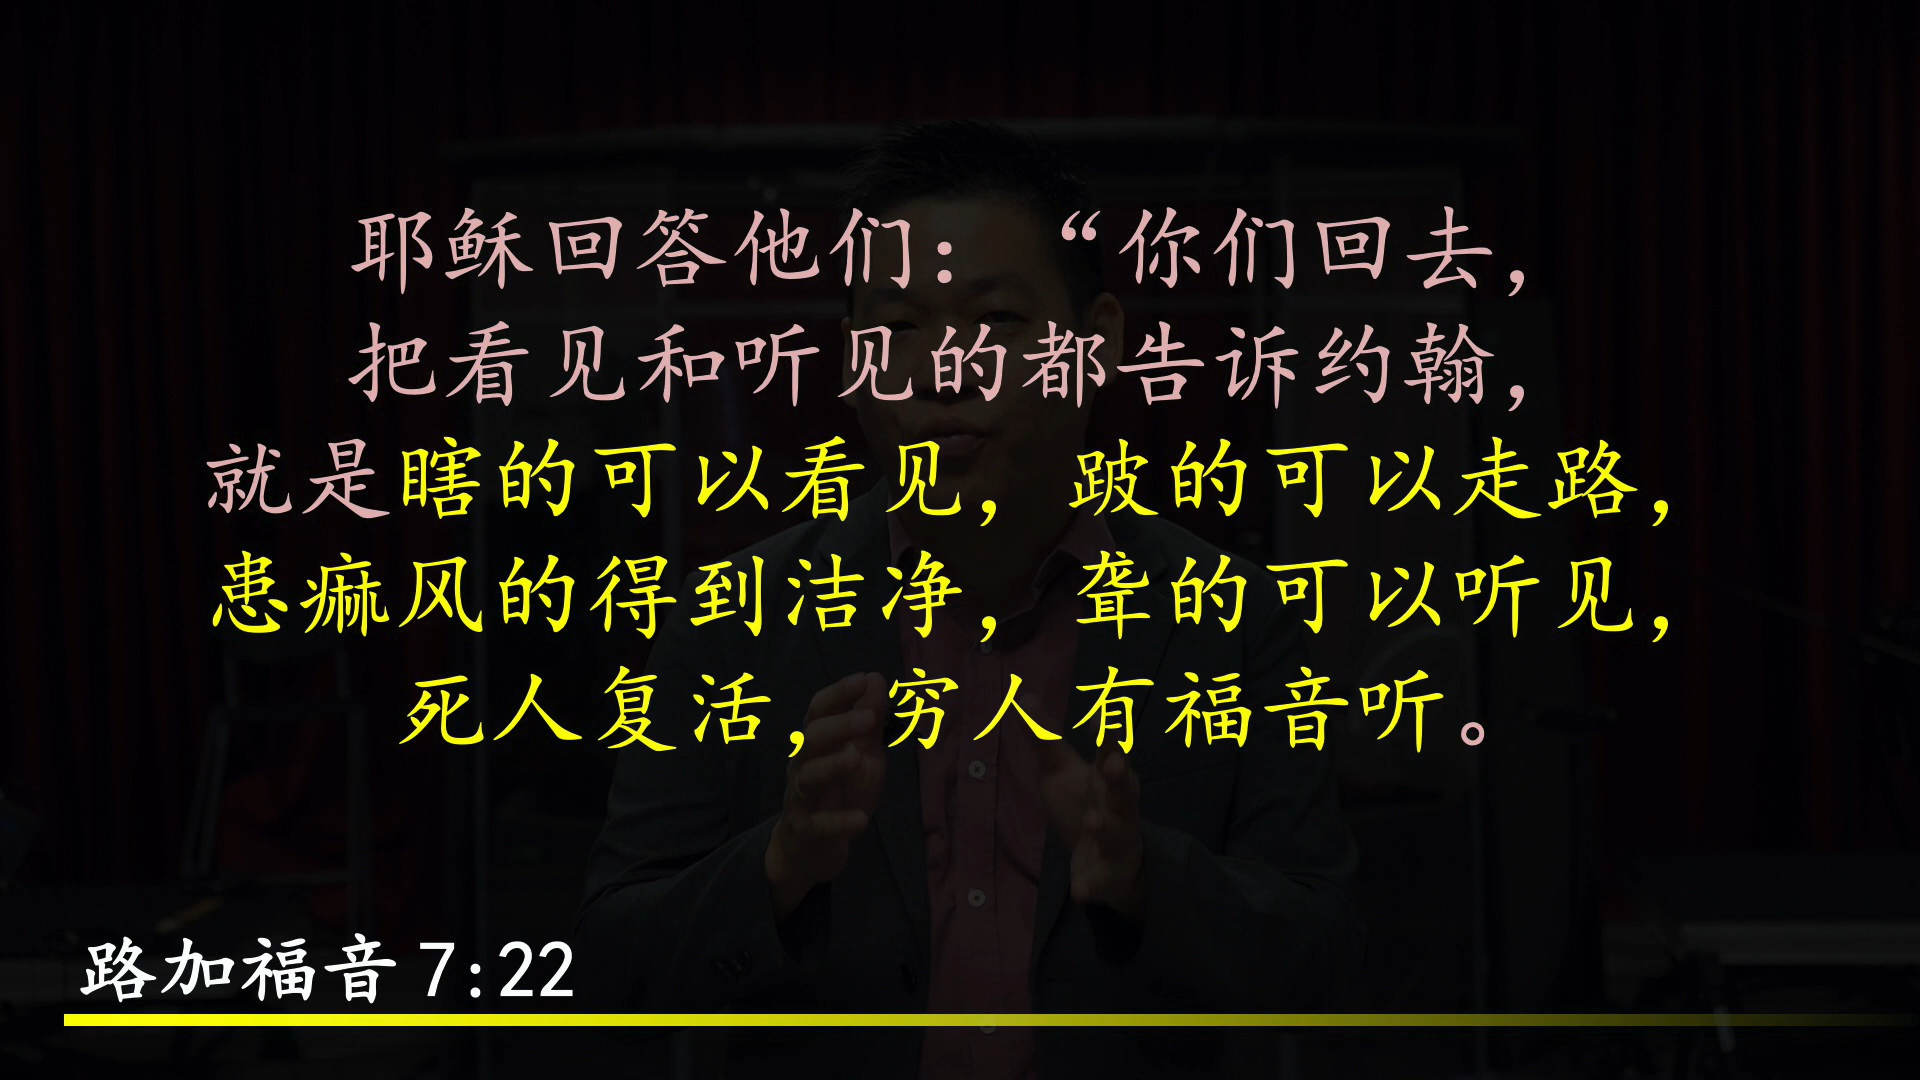 耶稣回答他们：“你们回去，
把看见和听见的都告诉约翰，
就是瞎的可以看见，跛的可以走路，
患痲风的得到洁净，聋的可以听见，
死人复活，穷人有福音听。
路加福音 7:22